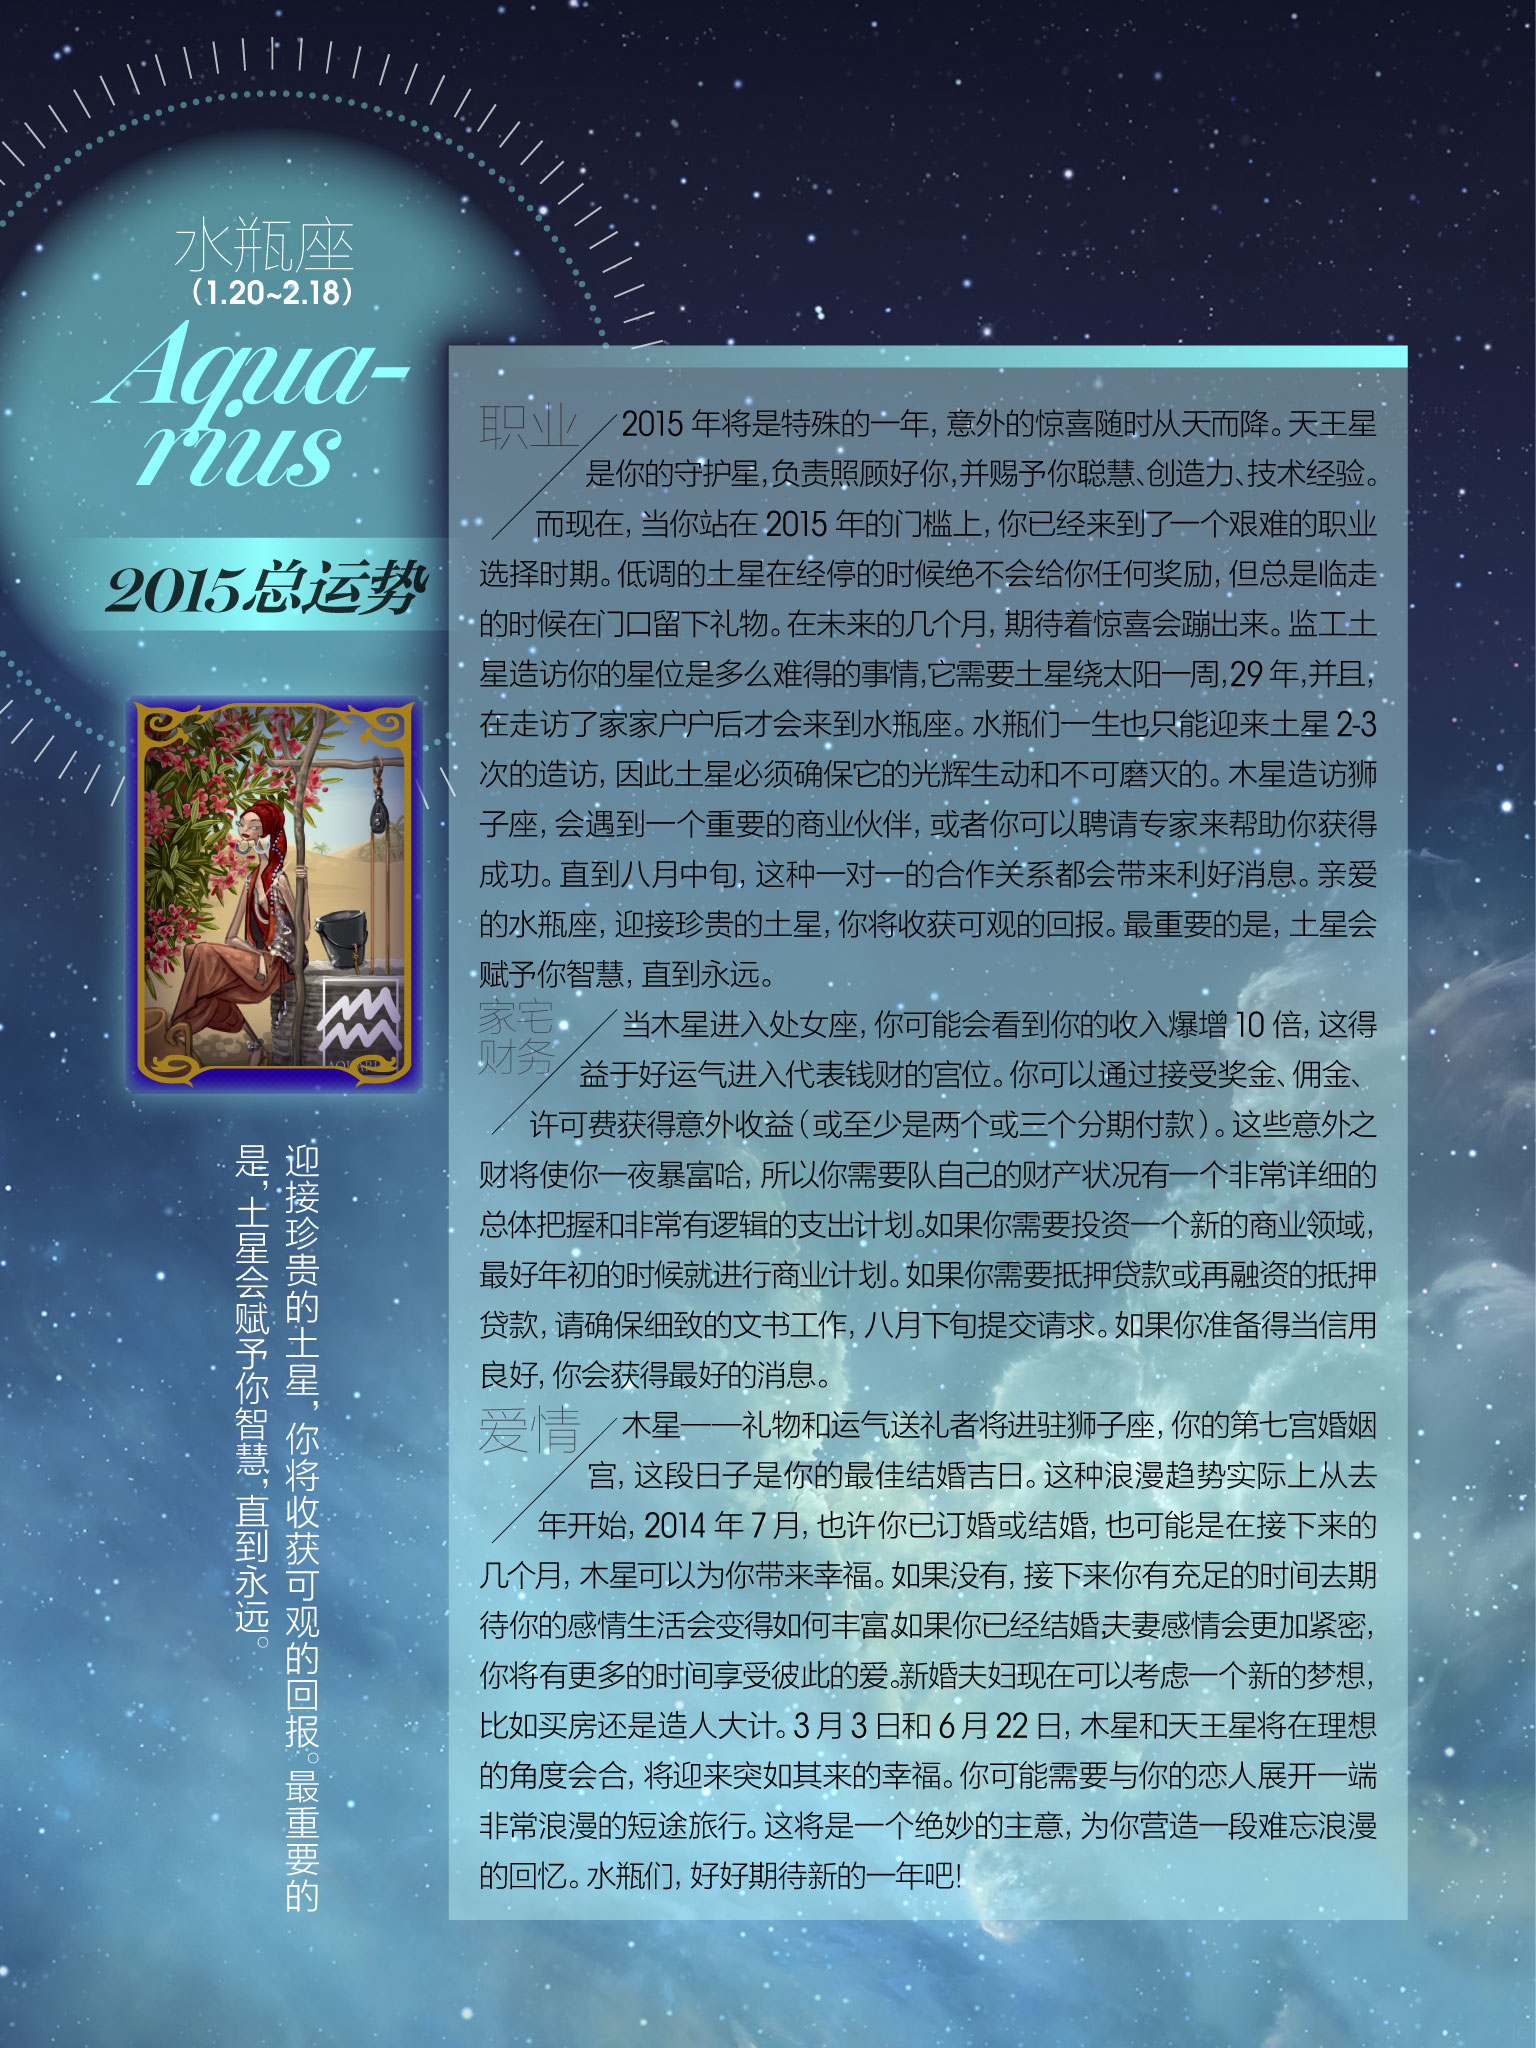 水瓶座
（1.20~2.18）
Aqua-
rius
2015总运势
迎接珍贵的土星，你将收获可观的回报。最重要的
是，土星会赋予你智慧，直到永远。
职业
2015 年将是特殊的一年，意外的惊喜随时从天而降。天王星
是你的守护星，负责照顾好你，并赐予你聪慧、创造力、技术经验。
而现在，当你站在 2015 年的门槛上，你已经来到了一个艰难的职业
选择时期。低调的土星在经停的时候绝不会给你任何奖励，但总是临走
的时候在门口留下礼物。在未来的几个月，期待着惊喜会蹦出来。监工土
星造访你的星位是多么难得的事情，它需要土星绕太阳一周，29 年，并且，
在走访了家家户户后才会来到水瓶座。水瓶们一生也只能迎来土星 2-3
次的造访，因此土星必须确保它的光辉生动和不可磨灭的。木星造访狮
子座，会遇到一个重要的商业伙伴，或者你可以聘请专家来帮助你获得
成功。直到八月中旬，这种一对一的合作关系都会带来利好消息。亲爱
的水瓶座，迎接珍贵的土星，你将收获可观的回报。最重要的是，土星会
赋予你智慧，直到永远。
家宅
财务
当木星进入处女座，你可能会看到你的收入爆增 10 倍，这得
益于好运气进入代表钱财的宫位。你可以通过接受奖金、佣金、
许可费获得意外收益（或至少是两个或三个分期付款）。这些意外之
财将使你一夜暴富哈，所以你需要队自己的财产状况有一个非常详细的
总体把握和非常有逻辑的支出计划。如果你需要投资一个新的商业领域，
最好年初的时候就进行商业计划。如果你需要抵押贷款或再融资的抵押
贷款，请确保细致的文书工作，八月下旬提交请求。如果你准备得当信用
良好，你会获得最好的消息。
爱情
木星——礼物和运气送礼者将进驻狮子座，你的第七宫婚姻
宫，这段日子是你的最佳结婚吉日。这种浪漫趋势实际上从去
年开始，2014 年 7 月，也许你已订婚或结婚，也可能是在接下来的
几个月，木星可以为你带来幸福。如果没有，接下来你有充足的时间去期
待你的感情生活会变得如何丰富。如果你已经结婚，夫妻感情会更加紧密，
你将有更多的时间享受彼此的爱。新婚夫妇现在可以考虑一个新的梦想，
比如买房还是造人大计。3 月 3 日和 6 月 22 日，木星和天王星将在理想
的角度会合，将迎来突如其来的幸福。你可能需要与你的恋人展开一端
非常浪漫的短途旅行。这将是一个绝妙的主意，为你营造一段难忘浪漫
的回忆。水瓶们，好好期待新的一年吧！